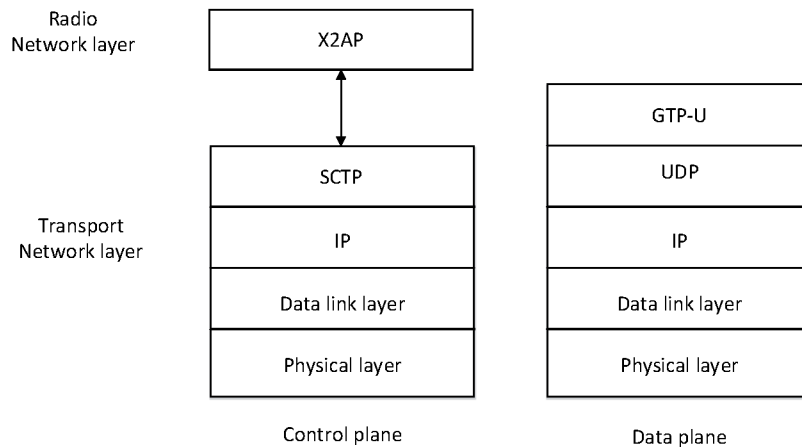 Radio
Network layer
X2AP
GTP-U
SCTP
UDP
Transport
Network layer
IP
IP
Data link layer
Data link layer
Physical layer
Physical layer
Control plane
Data plane